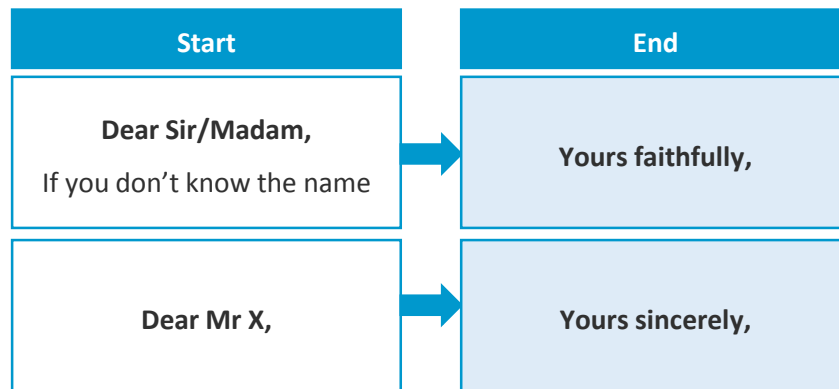 Start
End
Dear Sir/Madam,
If you don’t know the name
Yours faithfully,
Dear Mr X,
Yours sincerely,